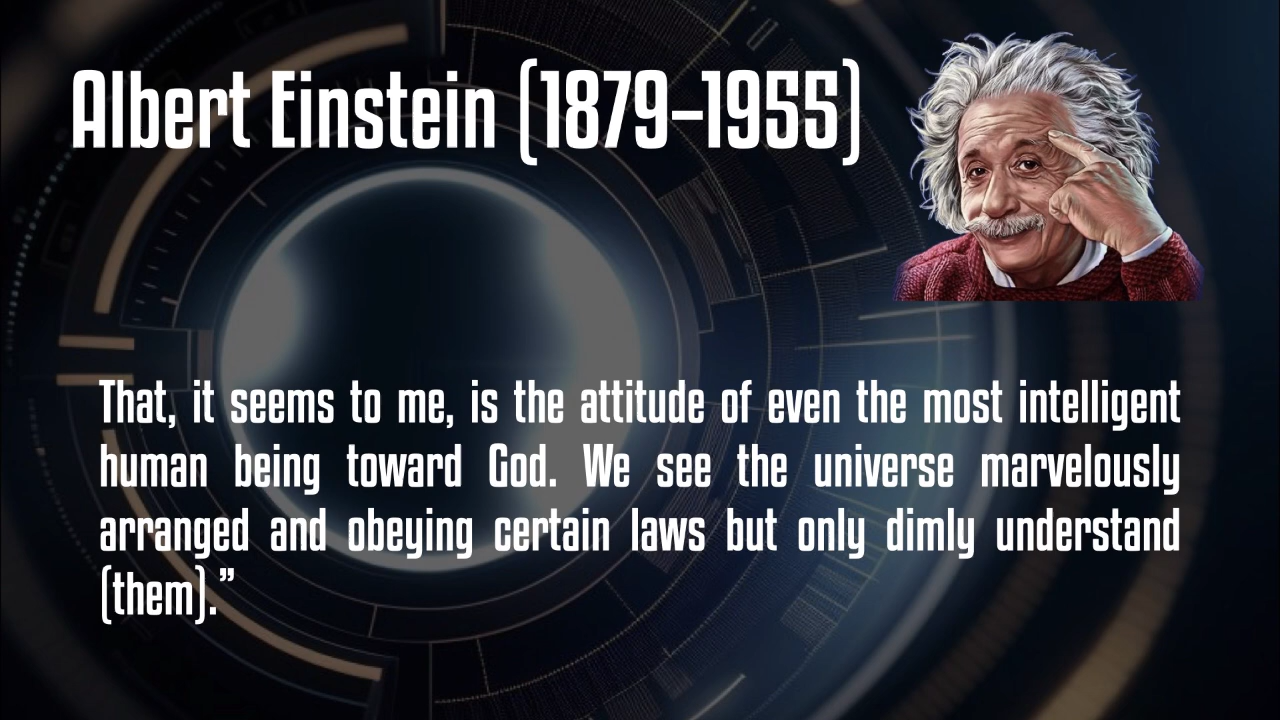 Albert Einstein (1879–1955)
That, it seems to me, is the attitude of even the most intelligent
human being toward God. We see the universe marvelously
arranged and obeying certain laws but only dimly understand
(them).”